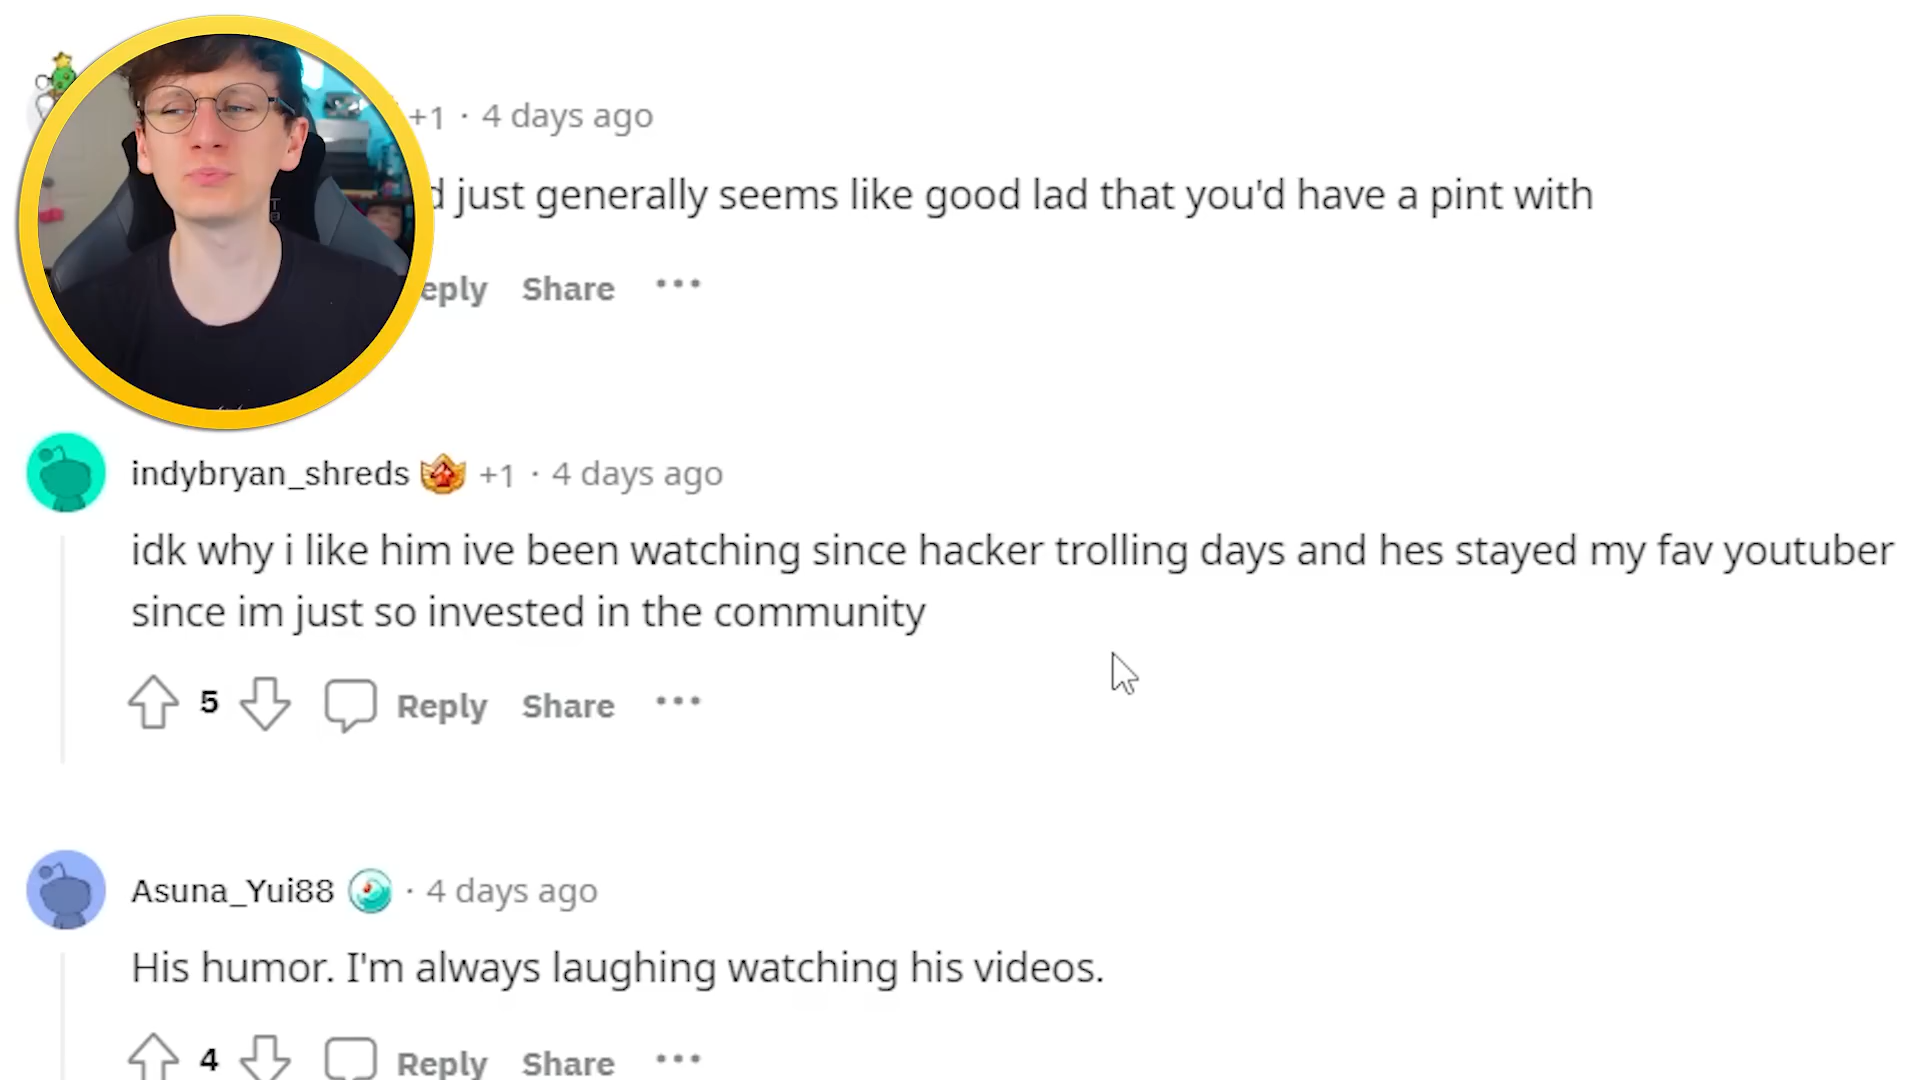 +1 · 4 days ago
just generally seems like good lad that you'd have a pint with
Share ···
indybryan_shreds +1 · 4 days ago
idk why i like him ive been watching since hacker trolling days and hes stayed my fav youtuber
since im just so invested in the community
5 Reply Share ···
Asuna_Yui88 · 4 days ago
His humor. I'm always laughing watching his videos.
4 Reply Share ···